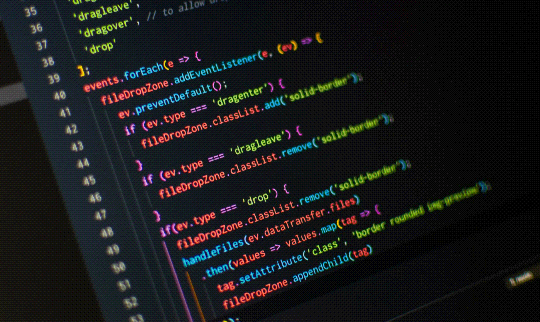 35
36 'dragleave',
37 'dragover', // to allow
38 'drop'
39 ];
40 events.forEach(e => {
41 fileDropZone.addEventListener(e, (ev) => {
42 ev.preventDefault();
43 if (ev.type === 'dragenter') {
44 fileDropZone.classList.add('solid-border');
45 }
46 if (ev.type === 'dragleave') {
47 fileDropZone.classList.remove('solid-border');
48 }
49 if(ev.type === 'drop') {
50 fileDropZone.classList.remove('solid-border');
51 handleFiles(ev.dataTransfer.files)
52 .then(values => values.map(tag => {
53 tag.setAttribute('class', 'border rounded img-preview');
fileDropZone.appendChild(tag)
});